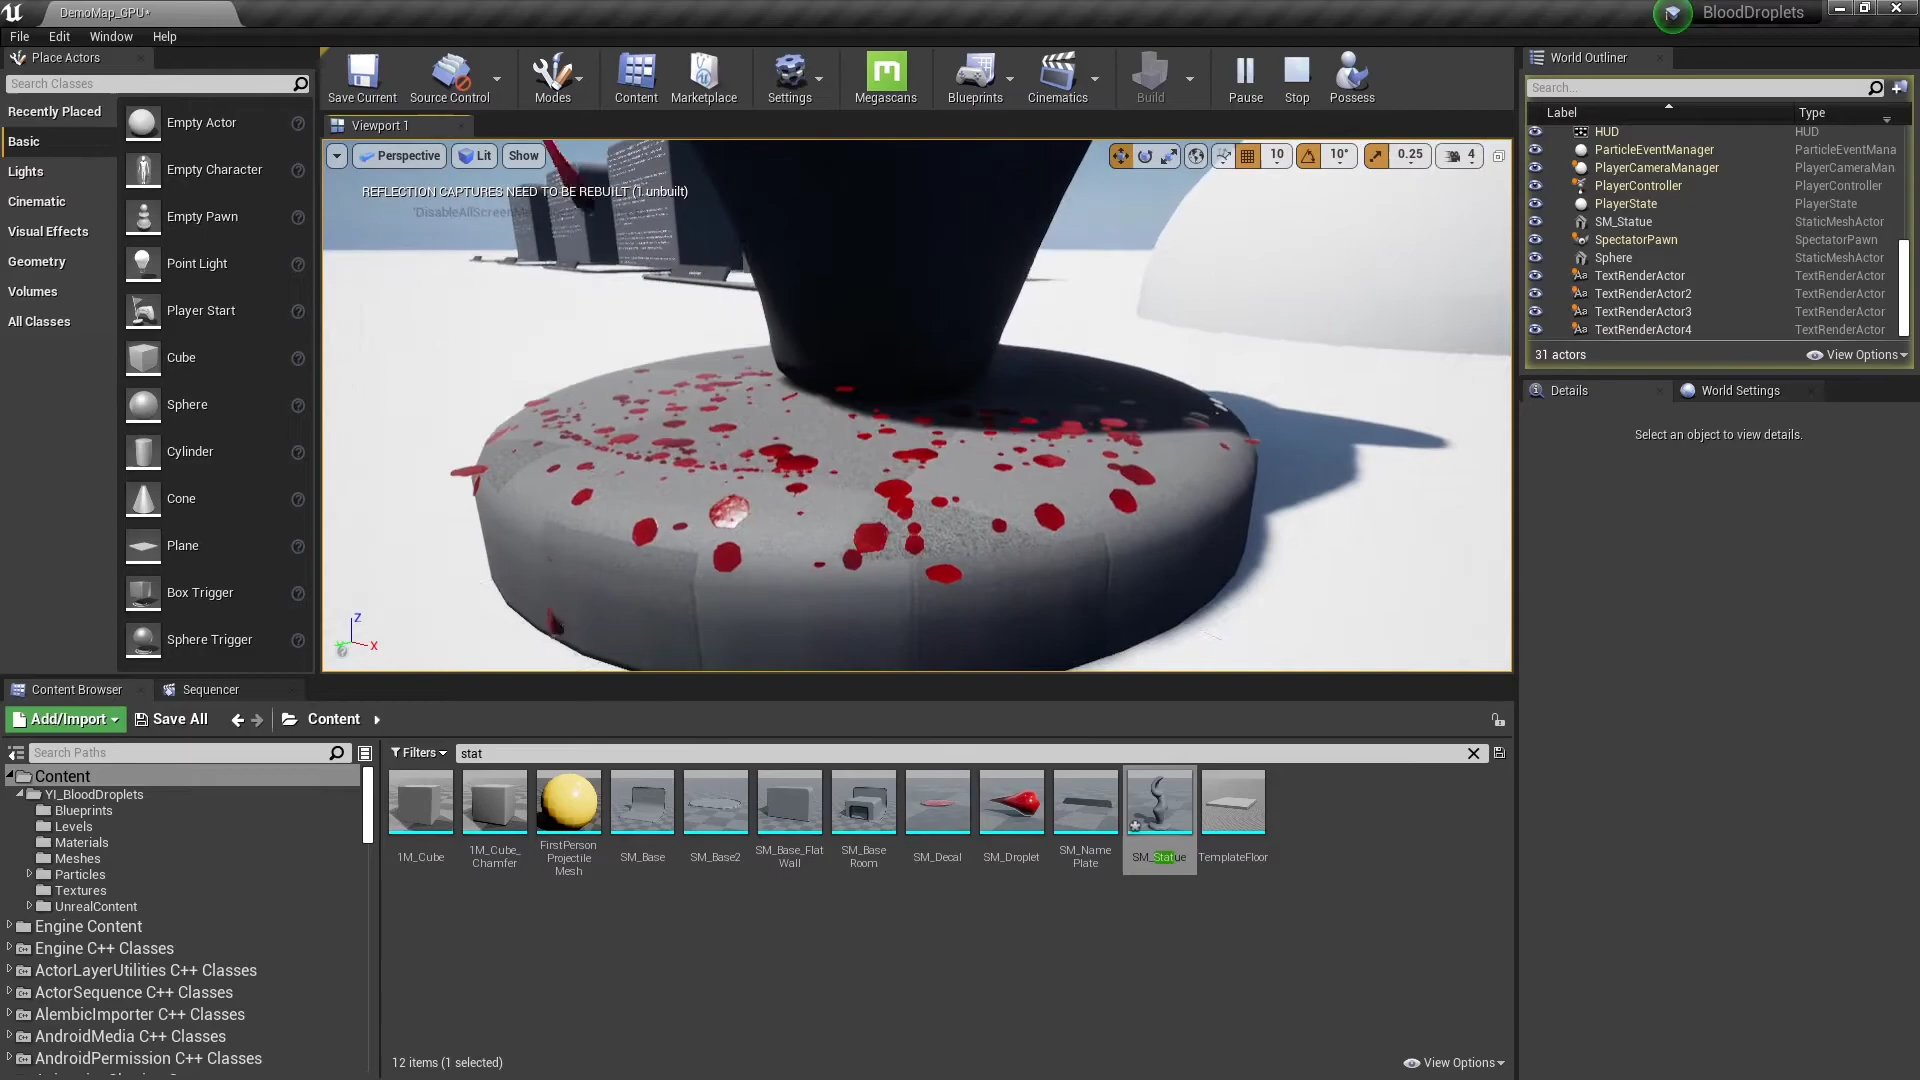 DemoMap_GPU*
BloodDroplets
File Edit Window Help
Place Actors
Search Classes
Recently Placed
Basic
Lights
Cinematic
Visual Effects
Geometry
Volumes
All Classes
Empty Actor
Empty Character
Empty Pawn
Point Light
Player Start
Cube
Sphere
Cylinder
Cone
Plane
Box Trigger
Sphere Trigger
Save Current
Source Control
Modes
Content
Marketplace
Settings
Megascans
Blueprints
Cinematics
Build
Pause
Stop
Possess
Viewport 1
Perspective
Lit
Show
10
10°
0.25
4
REFLECTION CAPTURES NEED TO BE REBUILT (1 unbuilt)
'DisableAllScreenMe
Z
X
World Outliner
Search...
Label Type
HUD HUD
ParticleEventManager ParticleEventMana
PlayerCameraManager PlayerCameraMan
PlayerController PlayerController
PlayerState PlayerState
SM_Statue StaticMeshActor
SpectatorPawn SpectatorPawn
Sphere StaticMeshActor
TextRenderActor TextRenderActor
TextRenderActor2 TextRenderActor
TextRenderActor3 TextRenderActor
TextRenderActor4 TextRenderActor
31 actors
View Options
Details
World Settings
Select an object to view details.
Content Browser
Sequencer
Add/Import
Save All
Content
Search Paths
Filters
stat
Content
YI_BloodDroplets
Blueprints
Levels
Materials
Meshes
Particles
Textures
UnrealContent
Engine Content
Engine C++ Classes
ActorLayerUtilities C++ Classes
ActorSequence C++ Classes
AlembicImporter C++ Classes
AndroidMedia C++ Classes
AndroidPermission C++ Classes
1M_Cube
1M_Cube_
Chamfer
FirstPerson
Projectile
Mesh
SM_Base
SM_Base2
SM_Base_Flat
Wall
SM_Base
Room
SM_Decal
SM_Droplet
SM_Name
Plate
SM_Statue
TemplateFloor
12 items (1 selected)
View Options